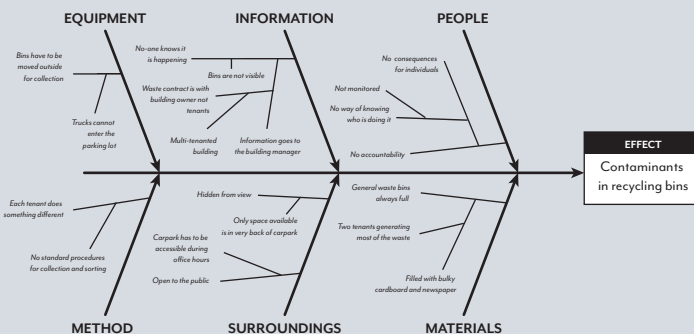 EQUIPMENT
Bins have to be
moved outside
for collection
Trucks cannot
enter the
parking lot
INFORMATION
No-one knows it
is happening
Bins are not visible
Waste contract is with
building owner not
tenants
Multi-tenanted
building
Information goes to
the building manager
PEOPLE
No consequences
for individuals
Not monitored
No way of knowing
who is doing it
No accountability
EFFECT
Contaminants
in recycling bins
Each tenant does
something different
No standard procedures
for collection and sorting
METHOD
Hidden from view
Only space available
is in very back of carpark
Carpark has to be
accessible during
office hours
Open to the public
SURROUNDINGS
General waste bins
always full
Two tenants generating
most of the waste
Filled with bulky
cardboard and newspaper
MATERIALS